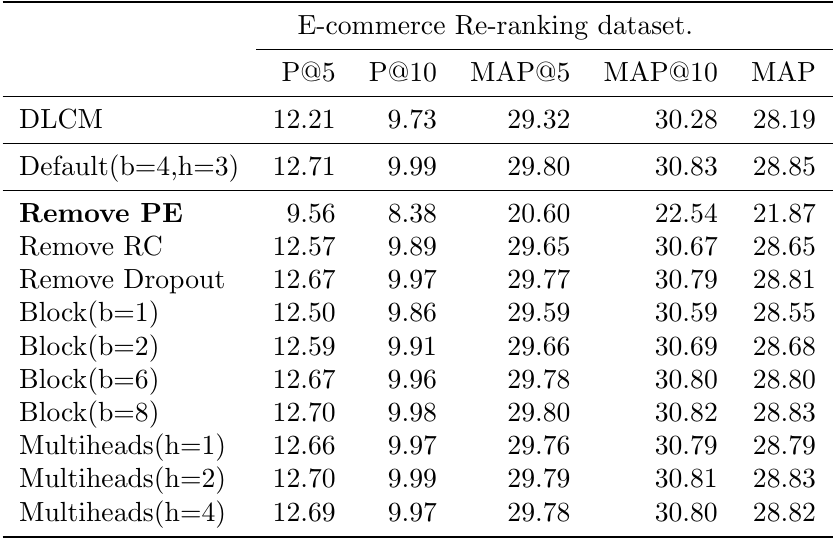 E-commerce Re-ranking dataset.
P@5 P@10 MAP@5 MAP@10 MAP
DLCM 12.21 9.73 29.32 30.28 28.19
Default(b=4,h=3) 12.71 9.99 29.80 30.83 28.85
Remove PE 9.56 8.38 20.60 22.54 21.87
Remove RC 12.57 9.89 29.65 30.67 28.65
Remove Dropout 12.67 9.97 29.77 30.79 28.81
Block(b=1) 12.50 9.86 29.59 30.59 28.55
Block(b=2) 12.59 9.91 29.66 30.69 28.68
Block(b=6) 12.67 9.96 29.78 30.80 28.80
Block(b=8) 12.70 9.98 29.80 30.82 28.83
Multiheads(h=1) 12.66 9.97 29.76 30.79 28.79
Multiheads(h=2) 12.70 9.99 29.79 30.81 28.83
Multiheads(h=4) 12.69 9.97 29.78 30.80 28.82